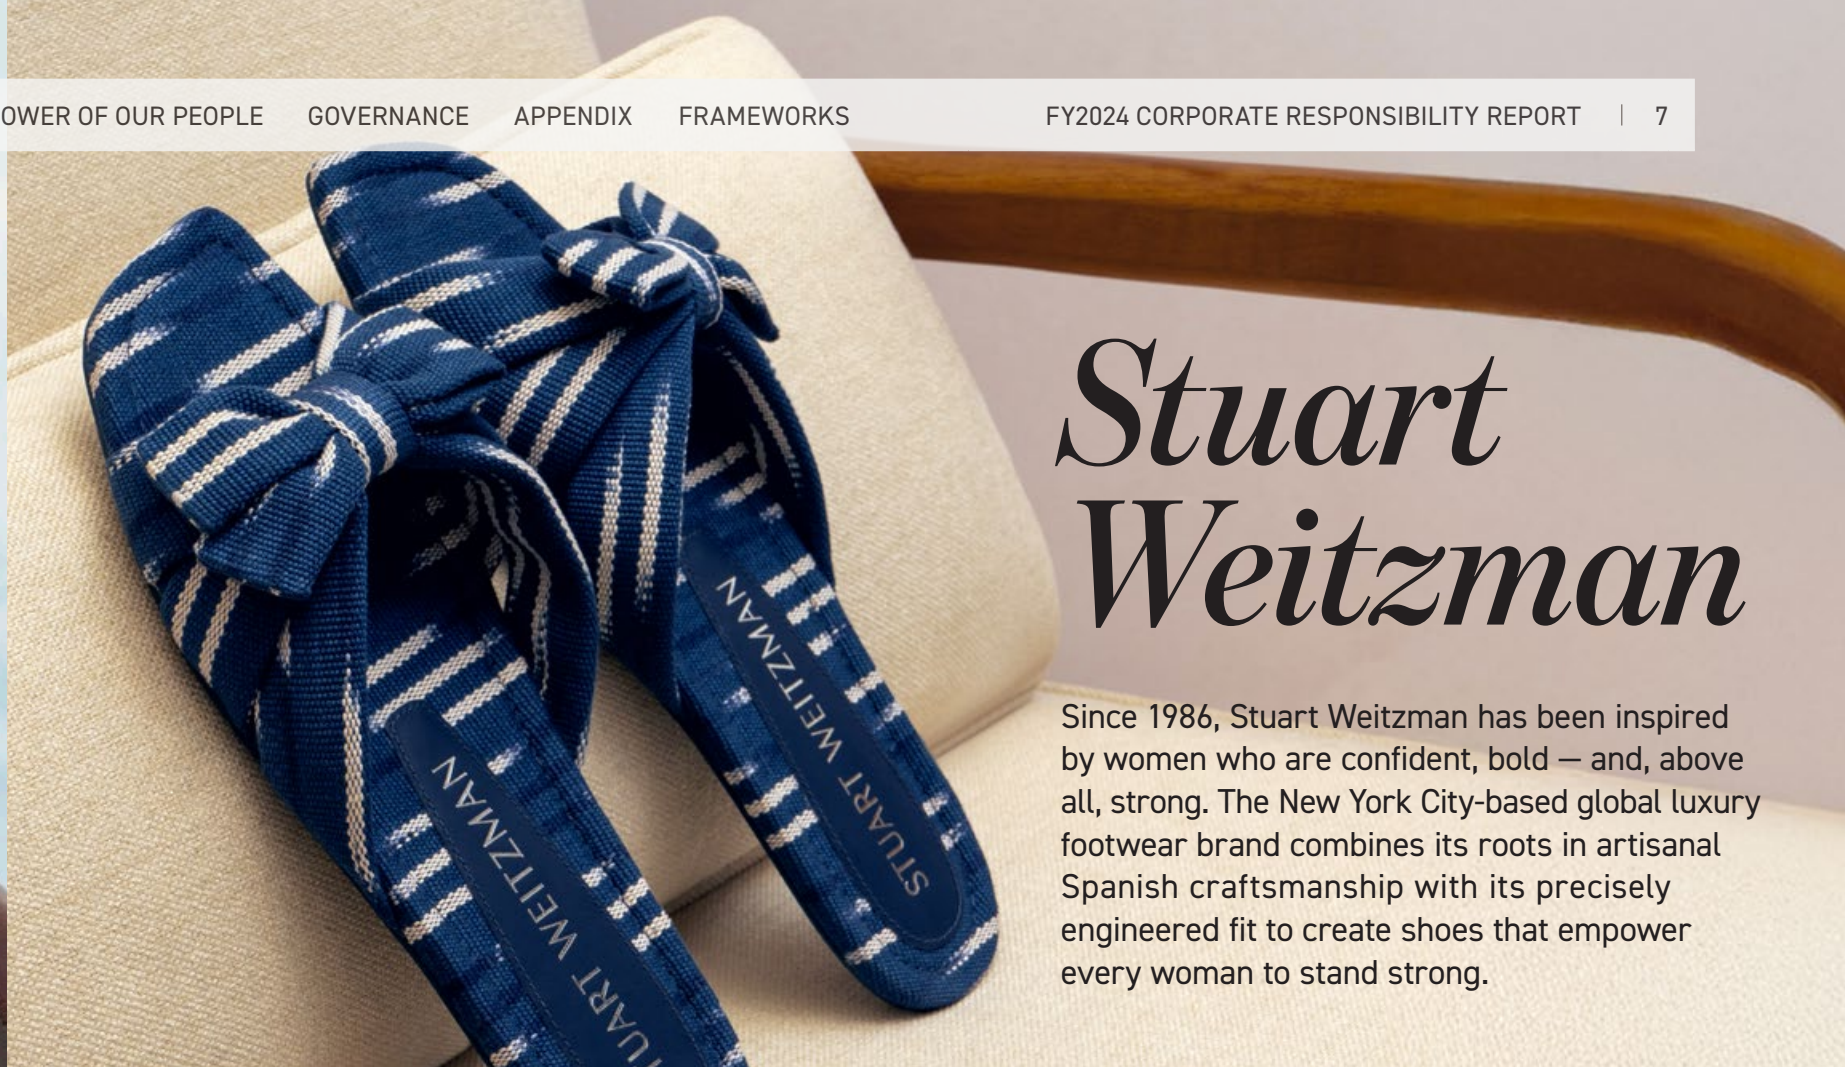 OWER OF OUR PEOPLE GOVERNANCE APPENDIX FRAMEWORKS FY2024 CORPORATE RESPONSIBILITY REPORT | 7
Stuart
Weitzman
Since 1986, Stuart Weitzman has been inspired
by women who are confident, bold — and, above
all, strong. The New York City-based global luxury
footwear brand combines its roots in artisanal
Spanish craftsmanship with its precisely
engineered fit to create shoes that empower
every woman to stand strong.
STUART WEITZMAN
TUART WEITZMAN